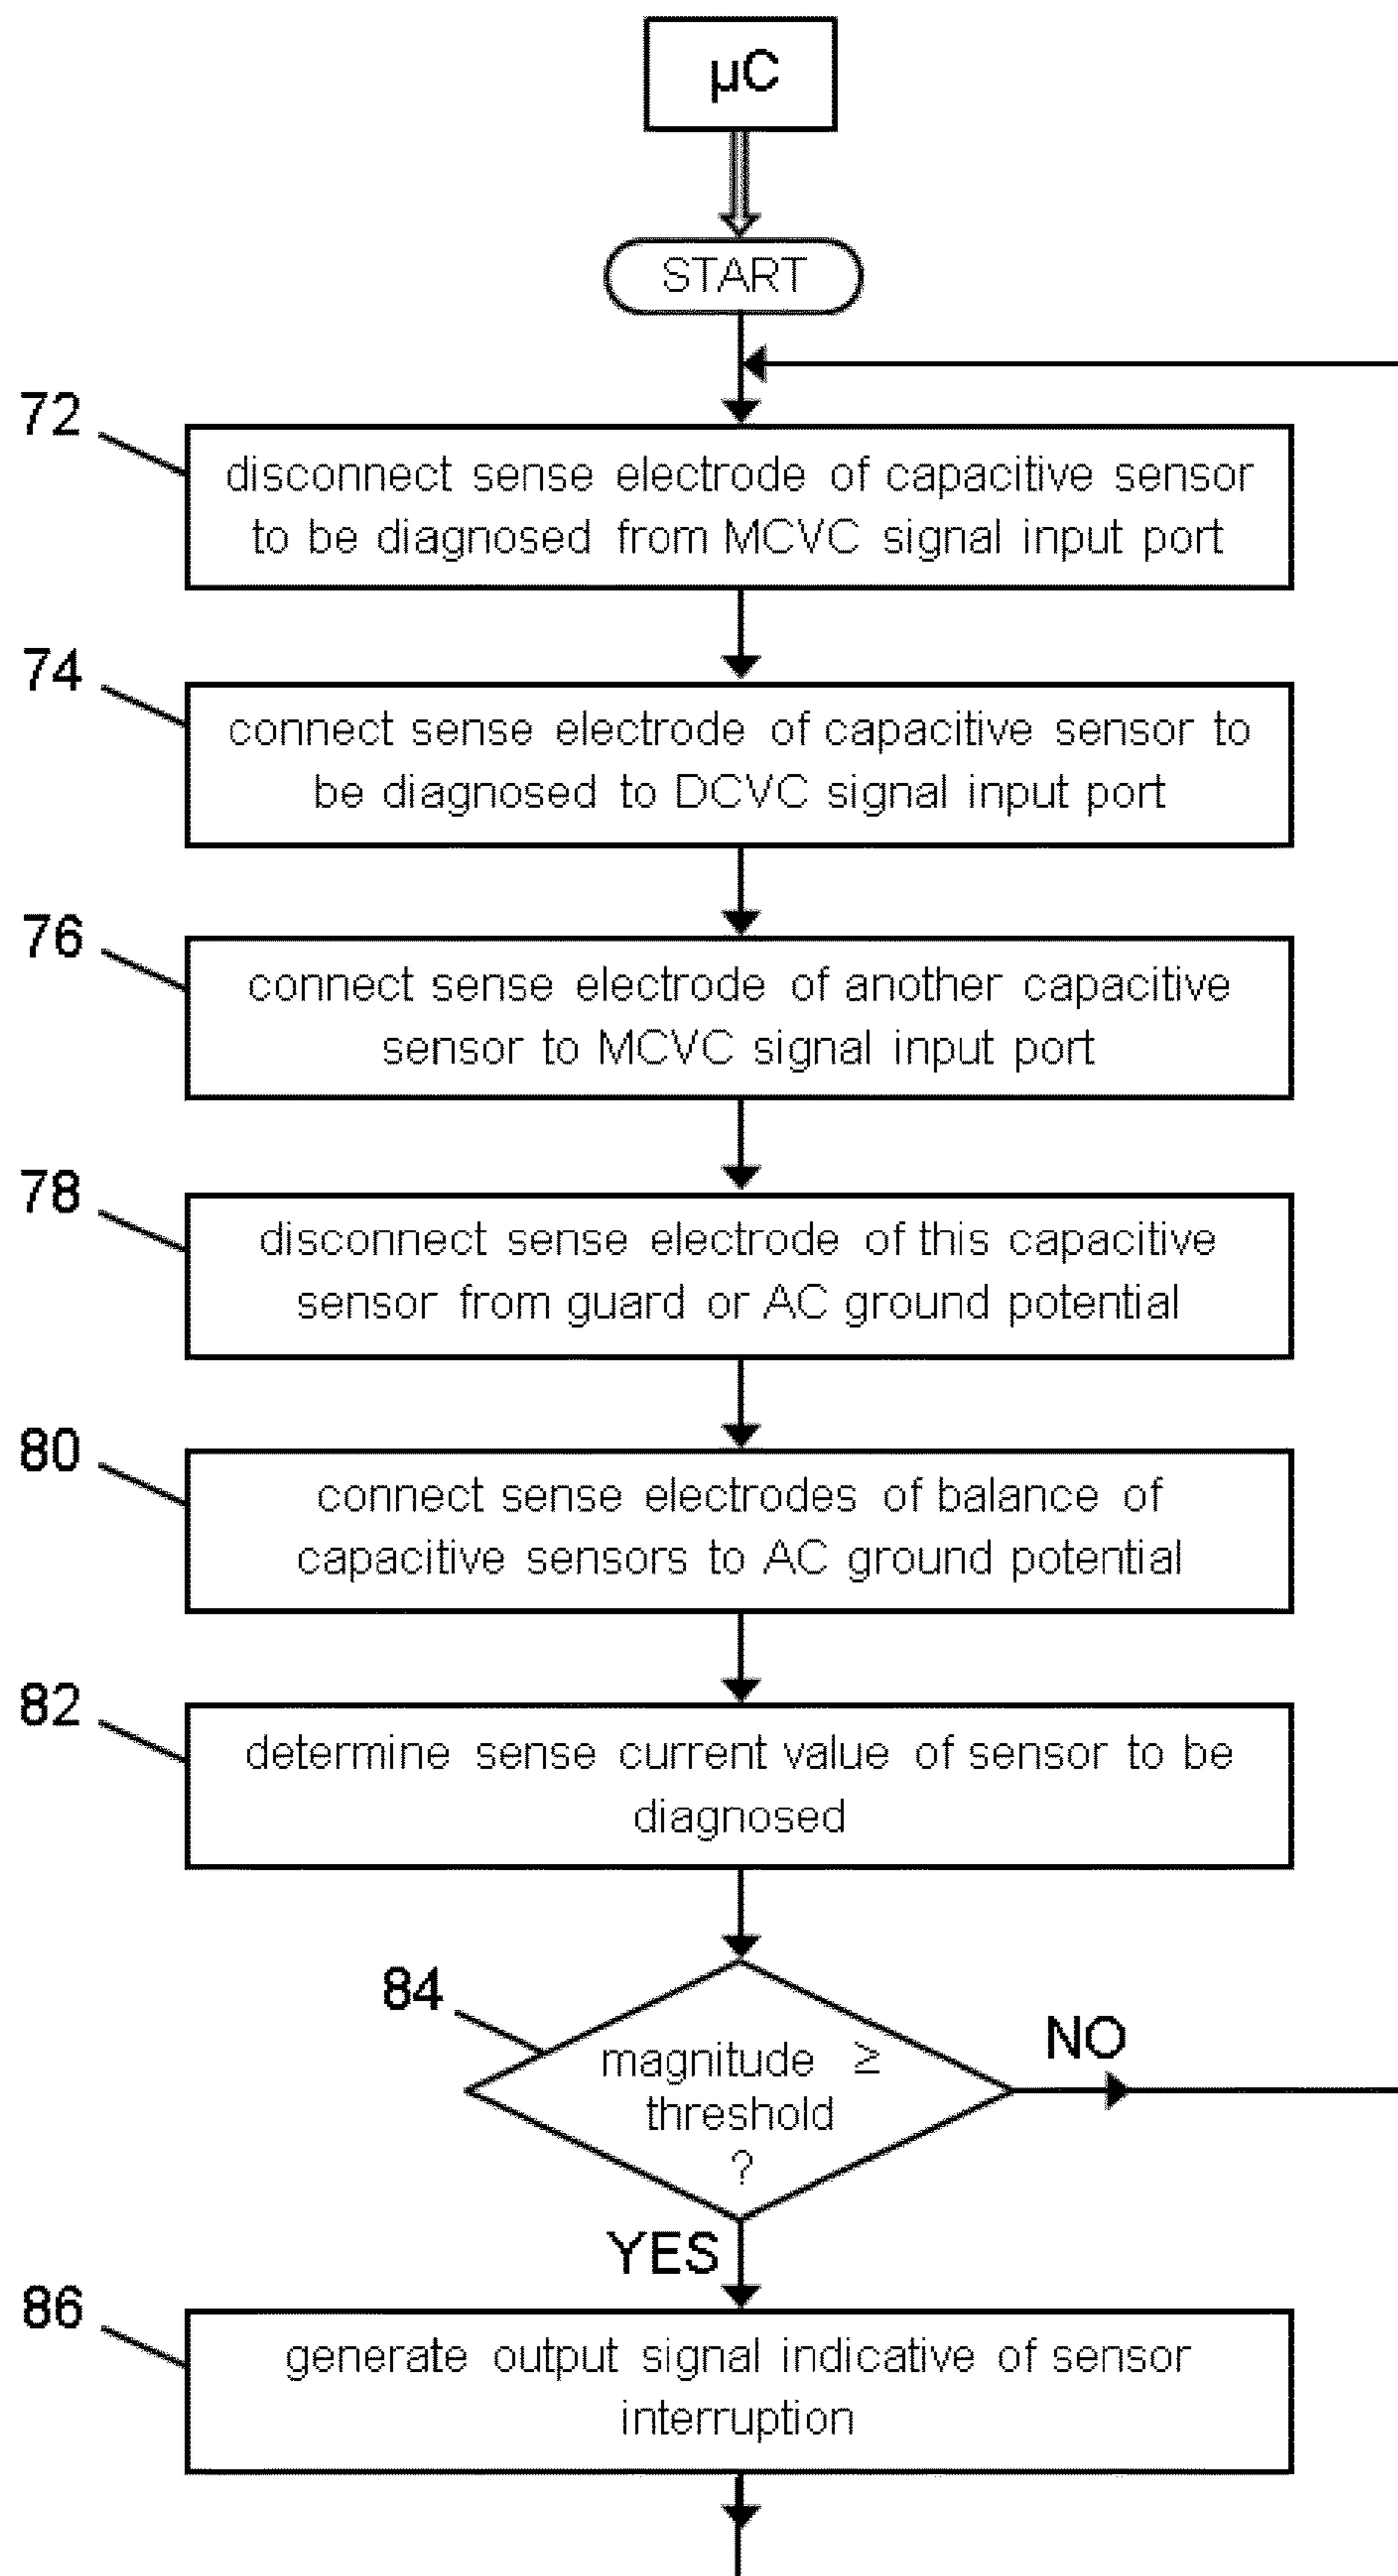 µC
START
72
disconnect sense electrode of capacitive sensor
to be diagnosed from MCVC signal input port
74
connect sense electrode of capacitive sensor to
be diagnosed to DCVC signal input port
76
connect sense electrode of another capacitive
sensor to MCVC signal input port
78
disconnect sense electrode of this capacitive
sensor from guard or AC ground potential
80
connect sense electrodes of balance of
capacitive sensors to AC ground potential
82
determine sense current value of sensor to be
diagnosed
84
magnitude ≥
threshold
?
NO
YES
86
generate output signal indicative of sensor
interruption